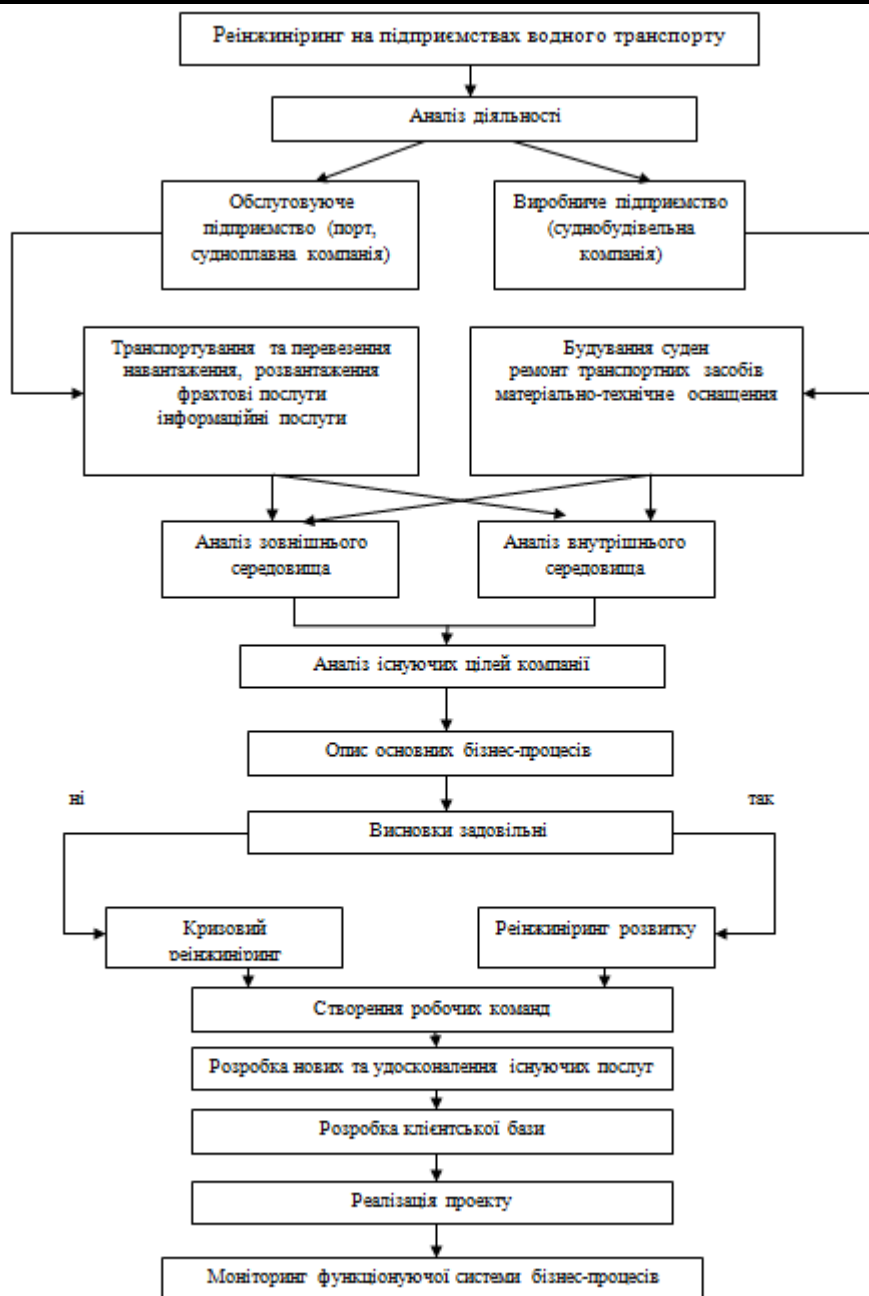 Реінжиніринг на підприємствах водного транспорту
Аналіз діяльності
Обслуговуюче
підприємство (порт,
судноплавна компанія)
Виробниче підприємство
(суднобудівельна
компанія)
Транспортування та перевезення
навантаження, розвантаження
фрахтові послуги
інформаційні послуги
Будування суден
ремонт транспортних засобів
матеріально-технічне оснащення
Аналіз зовнішнього
середовища
Аналіз внутрішнього
середовища
Аналіз існуючих цілей компанії
Опис основних бізнес-процесів
ні
так
Висновки задовільні
Кризовий
реінжиніринг
Реінжиніринг розвитку
Створення робочих команд
Розробка нових та удосконалення існуючих послуг
Розробка клієнтської бази
Реалізація проекту
Моніторинг функціонуючої системи бізнес-процесів